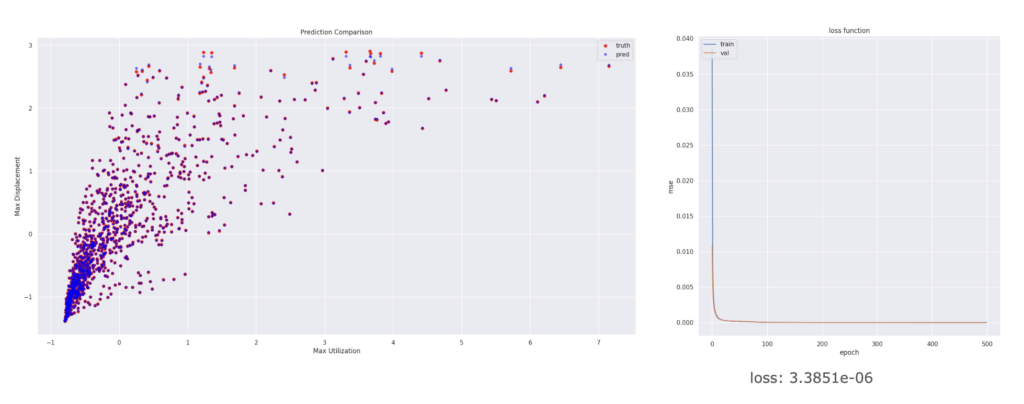 Prediction Comparison
truth
pred
3
2
1
0
−1
Max Displacement
−1 0 1 2 3 4 5 6 7
Max Utilization
loss function
train
val
0.040
0.035
0.030
0.025
0.020
0.015
0.010
0.005
0.000
mse
0 100 200 300 400 500
epoch
loss: 3.3851e-06